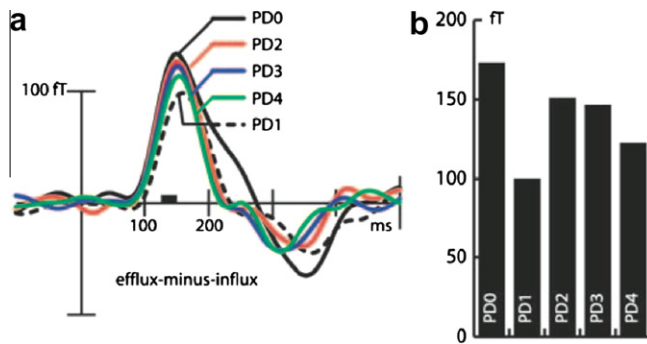 a
PD0
PD2
PD3
PD4
PD1
100 fT
100
200
ms
efflux-minus-influx
b
fT
200
150
100
50
0
PD0
PD1
PD2
PD3
PD4